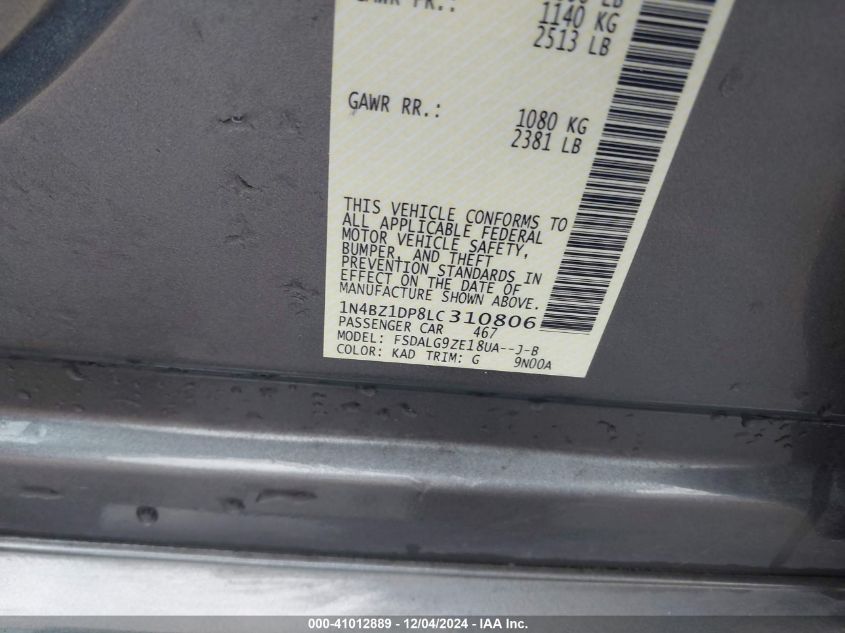 GAWR FR.:
1140 KG
2513 LB
GAWR RR.:
1080 KG
2381 LB
THIS VEHICLE CONFORMS TO
ALL APPLICABLE FEDERAL
MOTOR VEHICLE SAFETY,
BUMPER, AND THEFT
PREVENTION STANDARDS IN
EFFECT ON THE DATE OF
MANUFACTURE SHOWN ABOVE.
1N4BZ1DP8LC310806
PASSENGER CAR 467
MODEL: FSDALG9ZE18UA--J-B
COLOR: KAD TRIM: G 9N00A
000-41012889 - 12/04/2024 - IAA Inc.